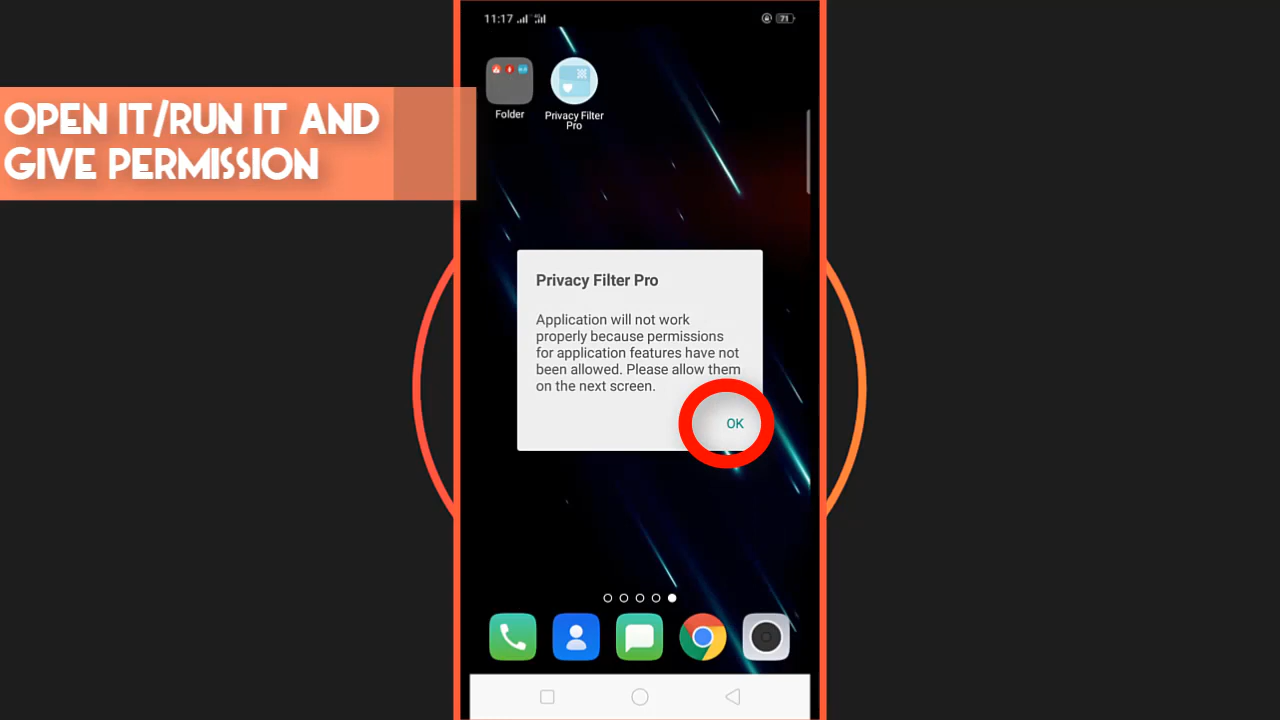 11:17
71
OPEN IT/RUN IT AND
GIVE PERMISSION
Folder
Privacy Filter
Pro
Privacy Filter Pro
Application will not work
properly because permissions
for application features have not
been allowed. Please allow them
on the next screen.
OK